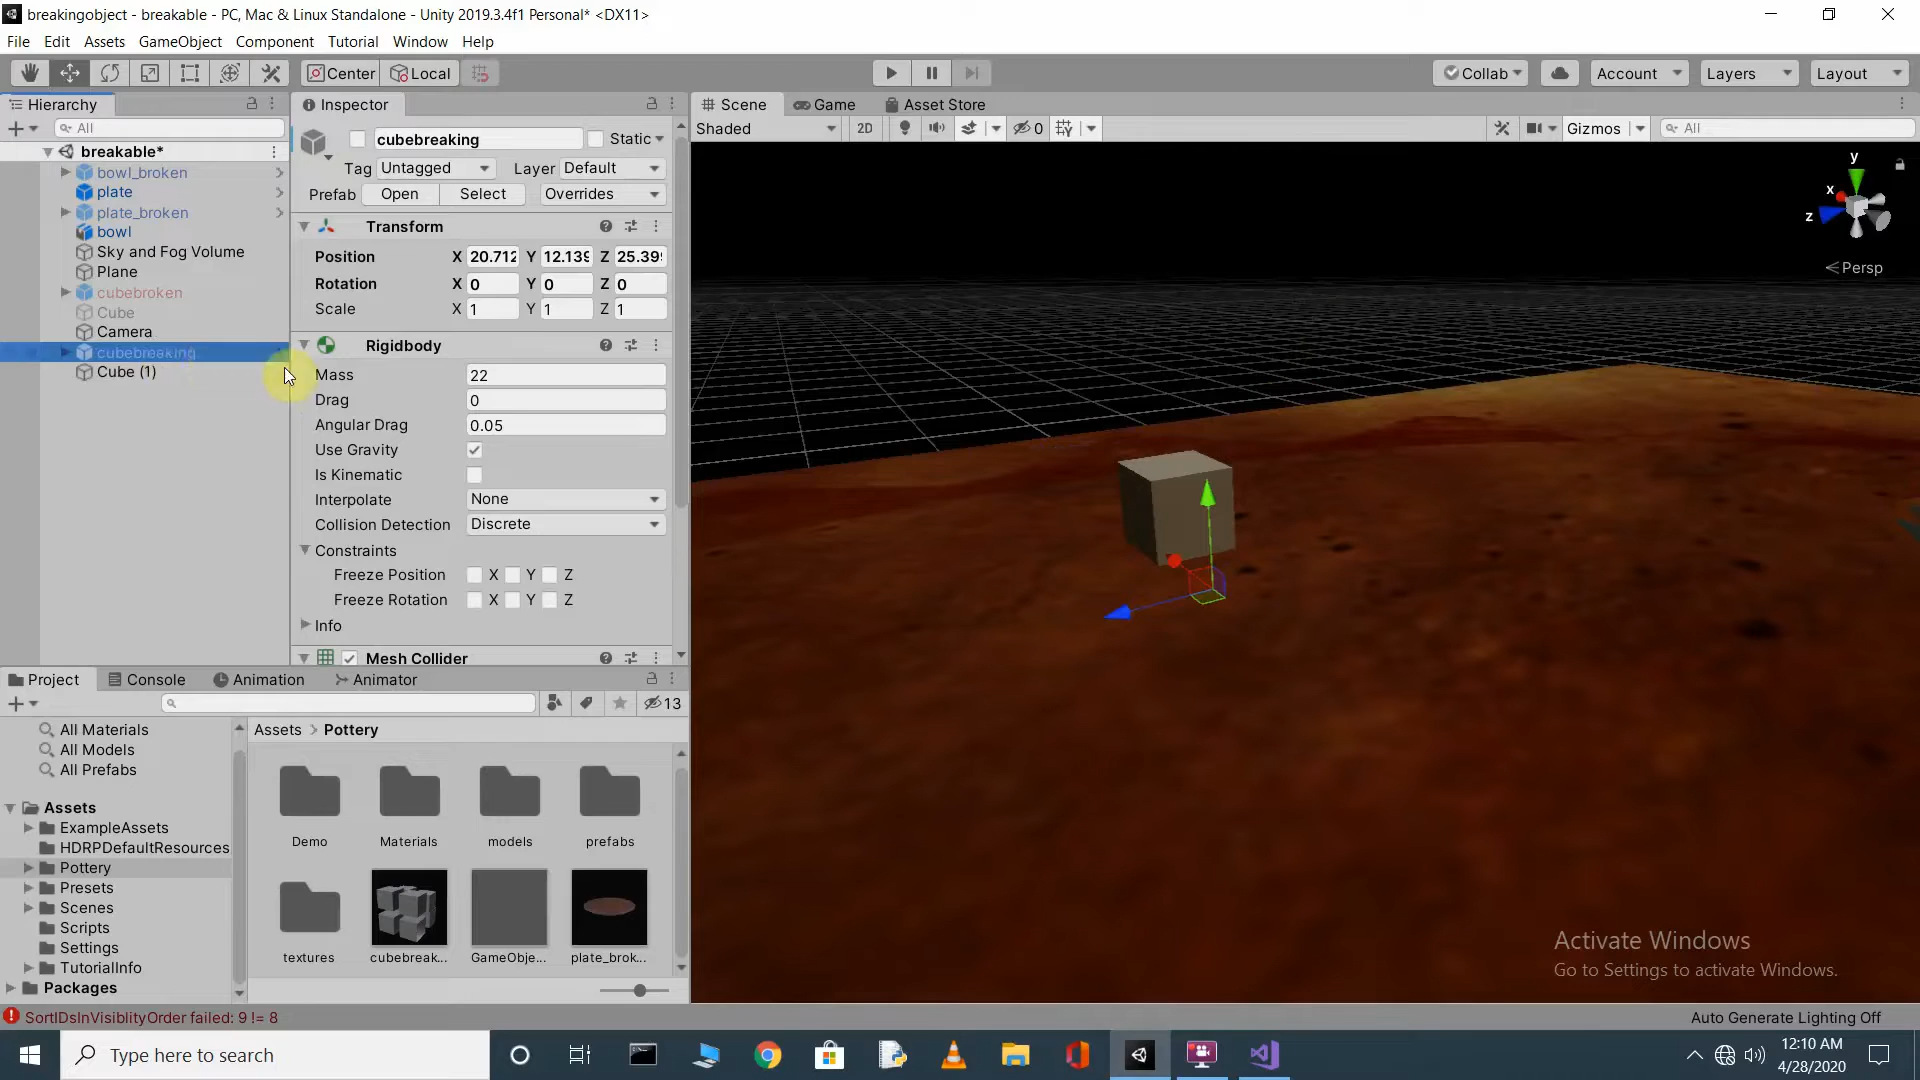 breakingobject - breakable - PC, Mac & Linux Standalone - Unity 2019.3.4f1 Personal* <DX11>
File Edit Assets GameObject Component Tutorial Window Help
Center Local Collab Account Layers Layout
Hierarchy
All
breakable*
bowl_broken
plate
plate_broken
bowl
Sky and Fog Volume
Plane
cubebroken
Cube
Camera
cubebreaking
Cube (1)
Inspector
cubebreaking Static
Tag Untagged Layer Default
Prefab Open Select Overrides
Transform
Position X 20.712 Y 12.139 Z 25.39
Rotation X 0 Y 0 Z 0
Scale X 1 Y 1 Z 1
Rigidbody
Mass 22
Drag 0
Angular Drag 0.05
Use Gravity
Is Kinematic
Interpolate None
Collision Detection Discrete
Constraints
Freeze Position X Y Z
Freeze Rotation X Y Z
Info
Mesh Collider
Scene Game Asset Store
Shaded 2D 0 Gizmos All
y
x
z
Persp
Project Console Animation Animator
13
All Materials
All Models
All Prefabs
Assets
ExampleAssets
HDRPDefaultResources
Pottery
Presets
Scenes
Scripts
Settings
TutorialInfo
Packages
Assets > Pottery
Demo Materials models prefabs
textures cubebreak... GameObje... plate_brok...
Activate Windows
Go to Settings to activate Windows.
SortIDsInVisiblityOrder failed: 9 != 8
Auto Generate Lighting Off
Type here to search
12:10 AM
4/28/2020